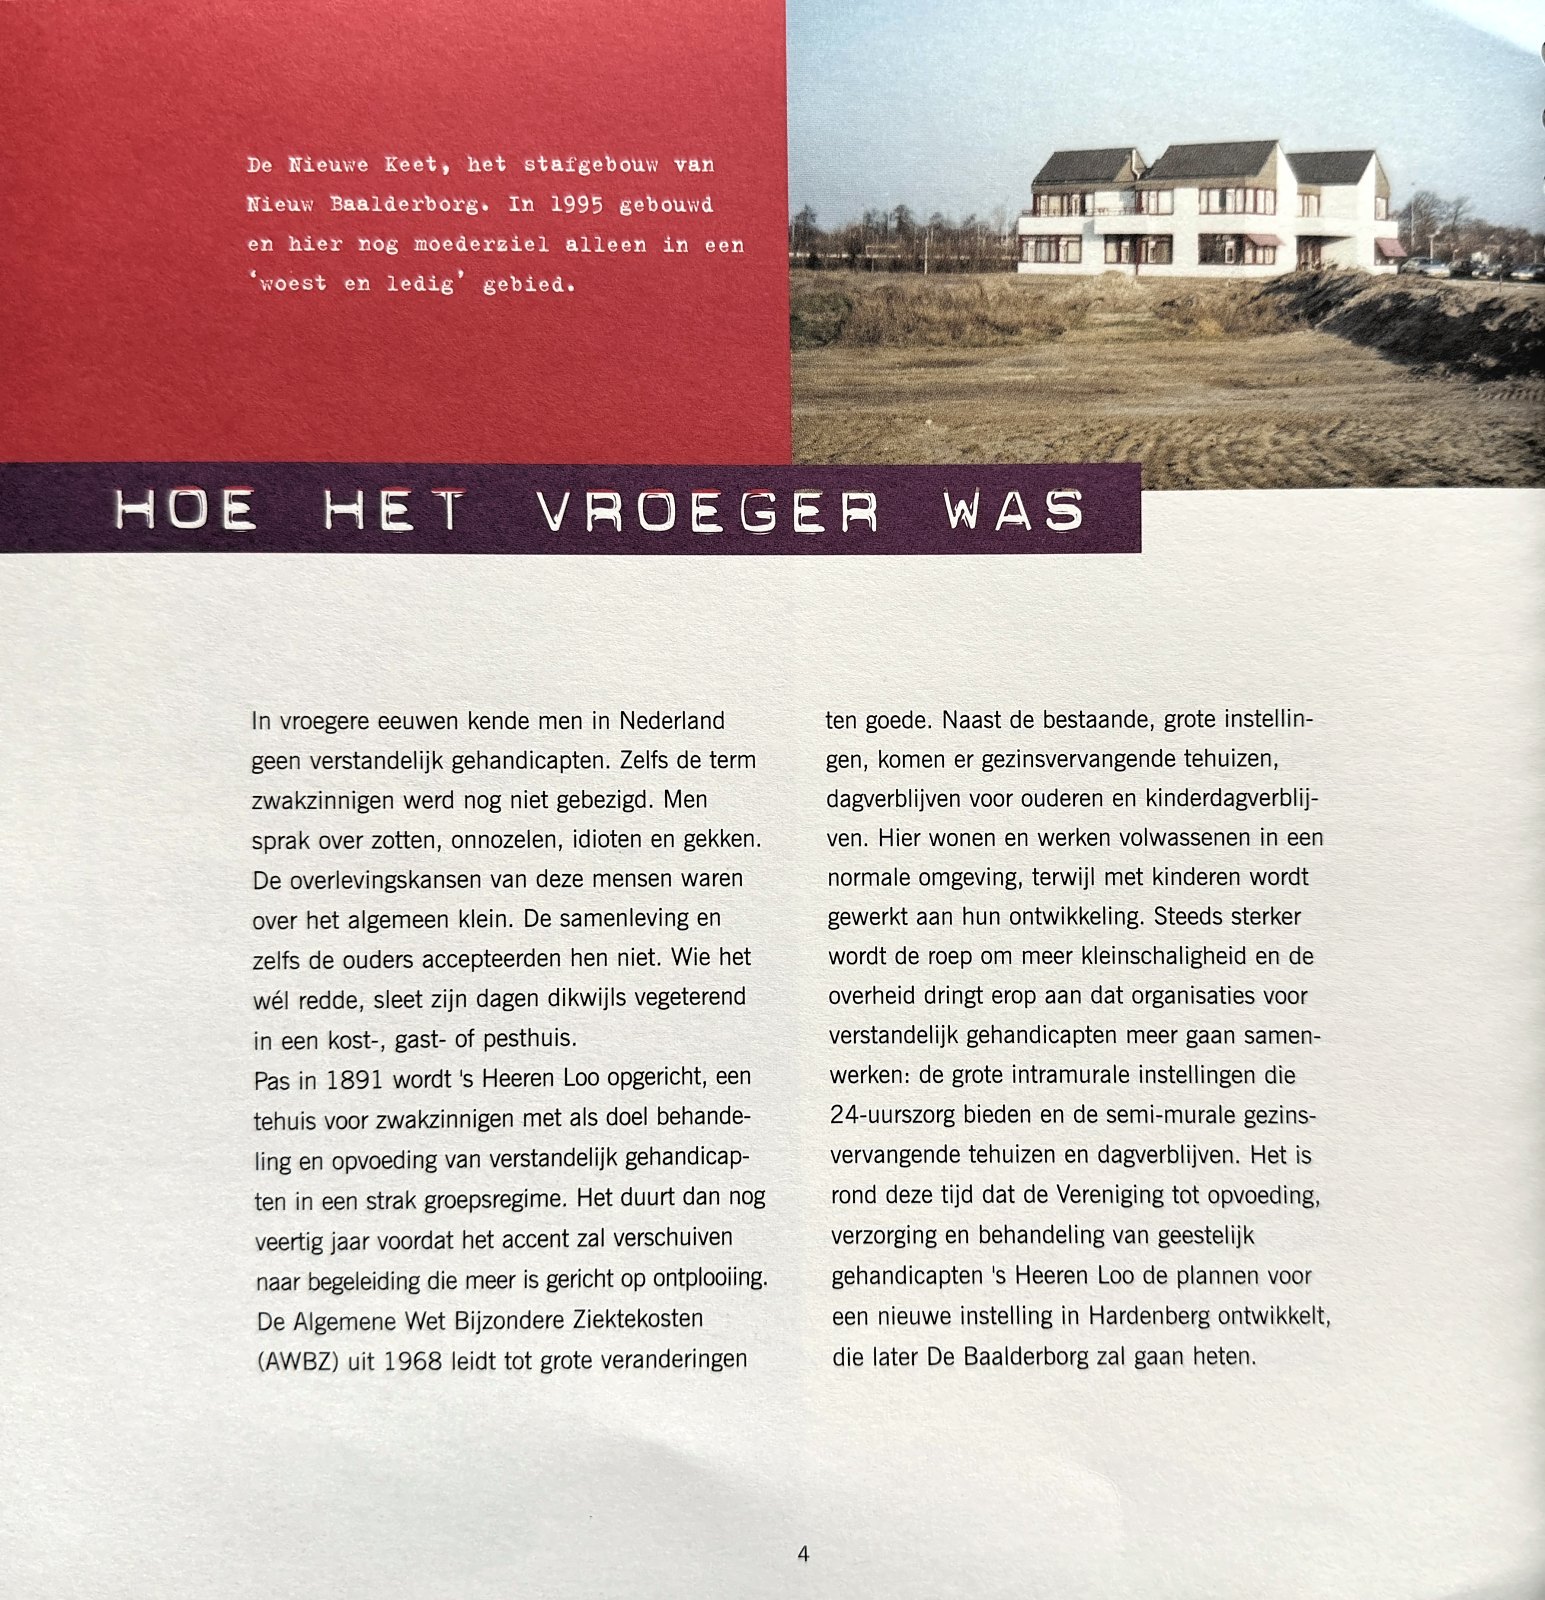 De Nieuwe Keet, het stafgebouw van
Nieuw Baalderborg. In 1995 gebouwd
en hier nog moederziel alleen in een
‘woest en ledig’ gebied.
HOE HET VROEGER WAS
In vroegere eeuwen kende men in Nederland
geen verstandelijk gehandicapten. Zelfs de term
zwakzinnigen werd nog niet gebezigd. Men
sprak over zotten, onnozelen, idioten en gekken.
De overlevingskansen van deze mensen waren
over het algemeen klein. De samenleving en
zelfs de ouders accepteerden hen niet. Wie het
wél redde, sleet zijn dagen dikwijls vegeterend
in een kost-, gast- of pesthuis.
Pas in 1891 wordt 's Heeren Loo opgericht, een
tehuis voor zwakzinnigen met als doel behande-
ling en opvoeding van verstandelijk gehandicap-
ten in een strak groepsregime. Het duurt dan nog
veertig jaar voordat het accent zal verschuiven
naar begeleiding die meer is gericht op ontplooiing.
De Algemene Wet Bijzondere Ziektekosten
(AWBZ) uit 1968 leidt tot grote veranderingen
ten goede. Naast de bestaande, grote instellin-
gen, komen er gezinsvervangende tehuizen,
dagverblijven voor ouderen en kinderdagverblij-
ven. Hier wonen en werken volwassenen in een
normale omgeving, terwijl met kinderen wordt
gewerkt aan hun ontwikkeling. Steeds sterker
wordt de roep om meer kleinschaligheid en de
overheid dringt erop aan dat organisaties voor
verstandelijk gehandicapten meer gaan samen-
werken: de grote intramurale instellingen die
24-uurszorg bieden en de semi-murale gezins-
vervangende tehuizen en dagverblijven. Het is
rond deze tijd dat de Vereniging tot opvoeding,
verzorging en behandeling van geestelijk
gehandicapten 's Heeren Loo de plannen voor
een nieuwe instelling in Hardenberg ontwikkelt,
die later De Baalderborg zal gaan heten.
4